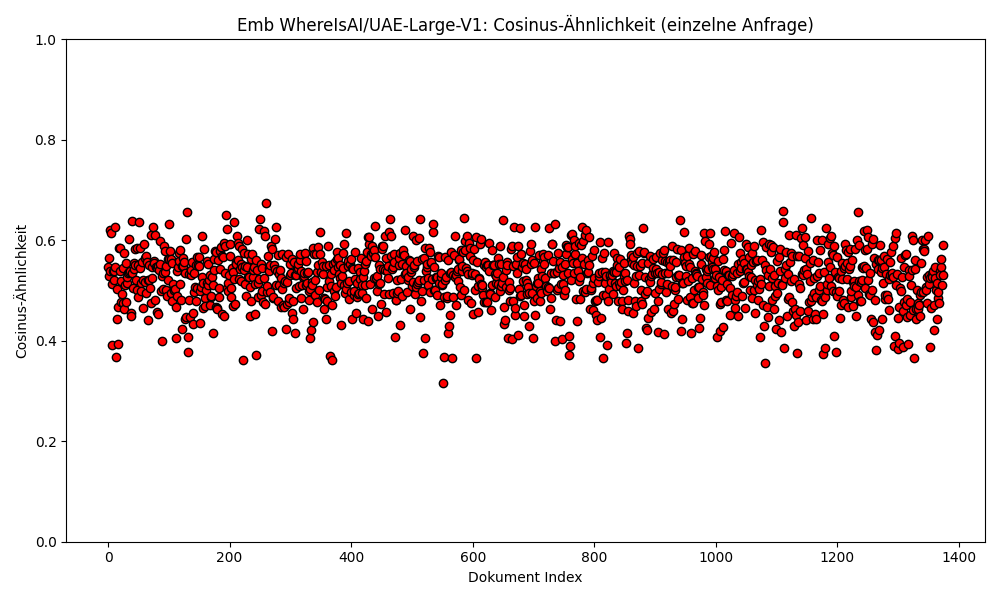 Emb WhereIsAI/UAE-Large-V1: Cosinus-Ähnlichkeit (einzelne Anfrage)
1.0
0.8
0.6
0.4
0.2
0.0
Cosinus-Ähnlichkeit
0 200 400 600 800 1000 1200 1400
Dokument Index